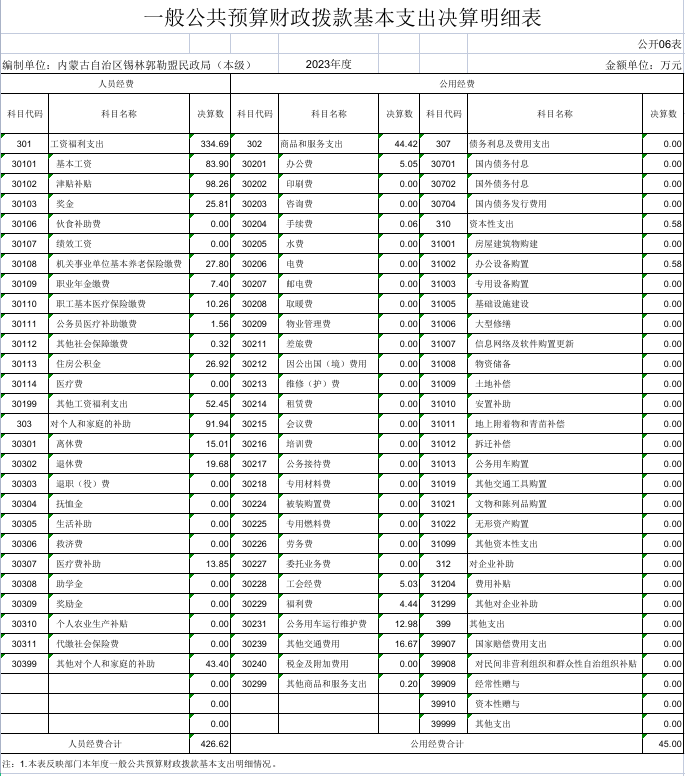 一般公共预算财政拨款基本支出决算明细表
公开06表
编制单位：内蒙古自治区锡林郭勒盟民政局（本级） 2023年度 金额单位：万元
人员经费 公用经费
科目代码 科目名称 决算数 科目代码 科目名称 决算数 科目代码 科目名称 决算数
301 工资福利支出 334.69 302 商品和服务支出 44.42 307 债务利息及费用支出 0.00
30101 基本工资 83.90 30201 办公费 5.05 30701 国内债务付息 0.00
30102 津贴补贴 98.26 30202 印刷费 0.00 30702 国外债务付息 0.00
30103 奖金 25.81 30203 咨询费 0.00 30704 国内债务发行费用 0.00
30106 伙食补助费 0.00 30204 手续费 0.06 310 资本性支出 0.58
30107 绩效工资 0.00 30205 水费 0.00 31001 房屋建筑物购建 0.00
30108 机关事业单位基本养老保险缴费 27.80 30206 电费 0.00 31002 办公设备购置 0.58
30109 职业年金缴费 7.40 30207 邮电费 0.00 31003 专用设备购置 0.00
30110 职工基本医疗保险缴费 10.26 30208 取暖费 0.00 31005 基础设施建设 0.00
30111 公务员医疗补助缴费 1.56 30209 物业管理费 0.00 31006 大型修缮 0.00
30112 其他社会保障缴费 0.32 30211 差旅费 0.00 31007 信息网络及软件购置更新 0.00
30113 住房公积金 26.92 30212 因公出国（境）费用 0.00 31008 物资储备 0.00
30114 医疗费 0.00 30213 维修（护）费 0.00 31009 土地补偿 0.00
30199 其他工资福利支出 52.45 30214 租赁费 0.00 31010 安置补助 0.00
303 对个人和家庭的补助 91.94 30215 会议费 0.00 31011 地上附着物和青苗补偿 0.00
30301 离休费 15.01 30216 培训费 0.00 31012 拆迁补偿 0.00
30302 退休费 19.68 30217 公务接待费 0.00 31013 公务用车购置 0.00
30303 退职（役）费 0.00 30218 专用材料费 0.00 31019 其他交通工具购置 0.00
30304 抚恤金 0.00 30224 被装购置费 0.00 31021 文物和陈列品购置 0.00
30305 生活补助 0.00 30225 专用燃料费 0.00 31022 无形资产购置 0.00
30306 救济费 0.00 30226 劳务费 0.00 31099 其他资本性支出 0.00
30307 医疗费补助 13.85 30227 委托业务费 0.00 312 对企业补助 0.00
30308 助学金 0.00 30228 工会经费 5.03 31204 费用补贴 0.00
30309 奖励金 0.00 30229 福利费 4.44 31299 其他对企业补助 0.00
30310 个人农业生产补贴 0.00 30231 公务用车运行维护费 12.98 399 其他支出 0.00
30311 代缴社会保险费 0.00 30239 其他交通费用 16.67 39907 国家赔偿费用支出 0.00
30399 其他对个人和家庭的补助 43.40 30240 税金及附加费用 0.00 39908 对民间非营利组织和群众性自治组织补贴 0.00
0.00 30299 其他商品和服务支出 0.20 39909 经常性赠与 0.00
0.00 39910 资本性赠与 0.00
0.00 39999 其他支出 0.00
人员经费合计 426.62 公用经费合计 45.00
注：1.本表反映部门本年度一般公共预算财政拨款基本支出明细情况。